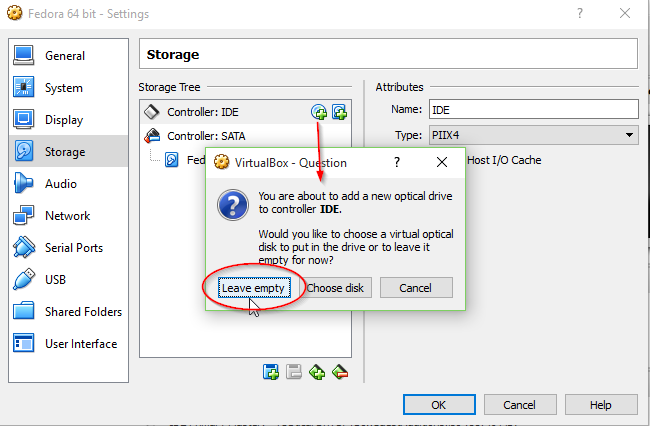 Fedora 64 bit - Settings
?
General
System
Display
Storage
Audio
Network
Serial Ports
USB
Shared Folders
User Interface
Storage
Storage Tree
Controller: IDE
Controller: SATA
Fed
Attributes
Name: IDE
Type: PIIX4
Host I/O Cache
VirtualBox - Question
?
You are about to add a new optical drive
to controller IDE.
Would you like to choose a virtual optical
disk to put in the drive or to leave it
empty for now?
Leave empty
Choose disk
Cancel
OK
Cancel
Help